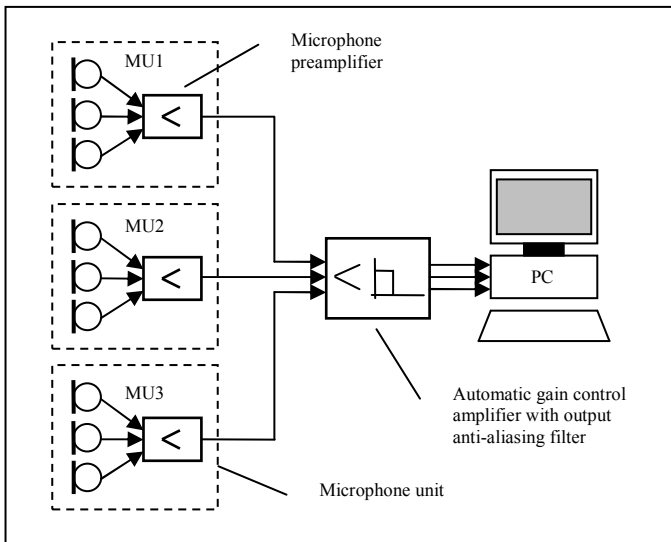 MU1
Microphone
preamplifier
MU2
PC
MU3
Automatic gain control
amplifier with output
anti-aliasing filter
Microphone unit